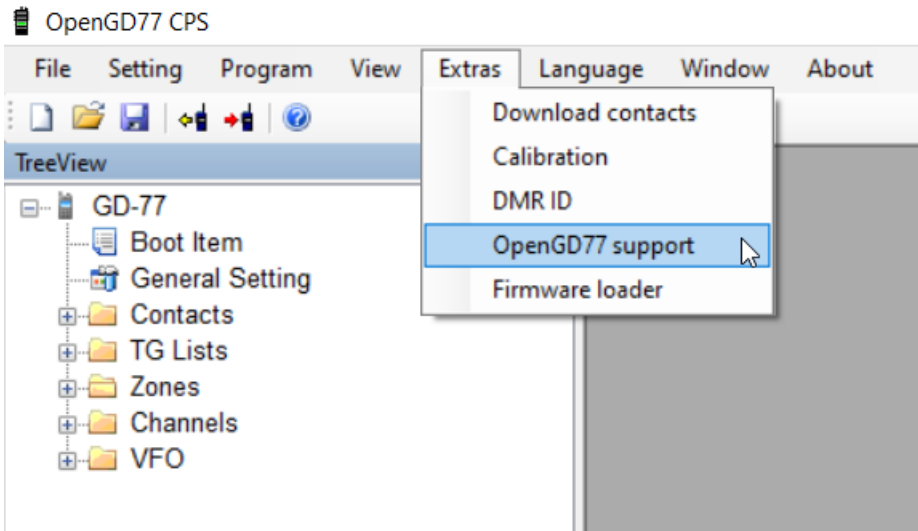 OpenGD77 CPS
File Setting Program View Extras Language Window About
Download contacts
Calibration
DMR ID
OpenGD77 support
Firmware loader
TreeView
GD-77
Boot Item
General Setting
Contacts
TG Lists
Zones
Channels
VFO